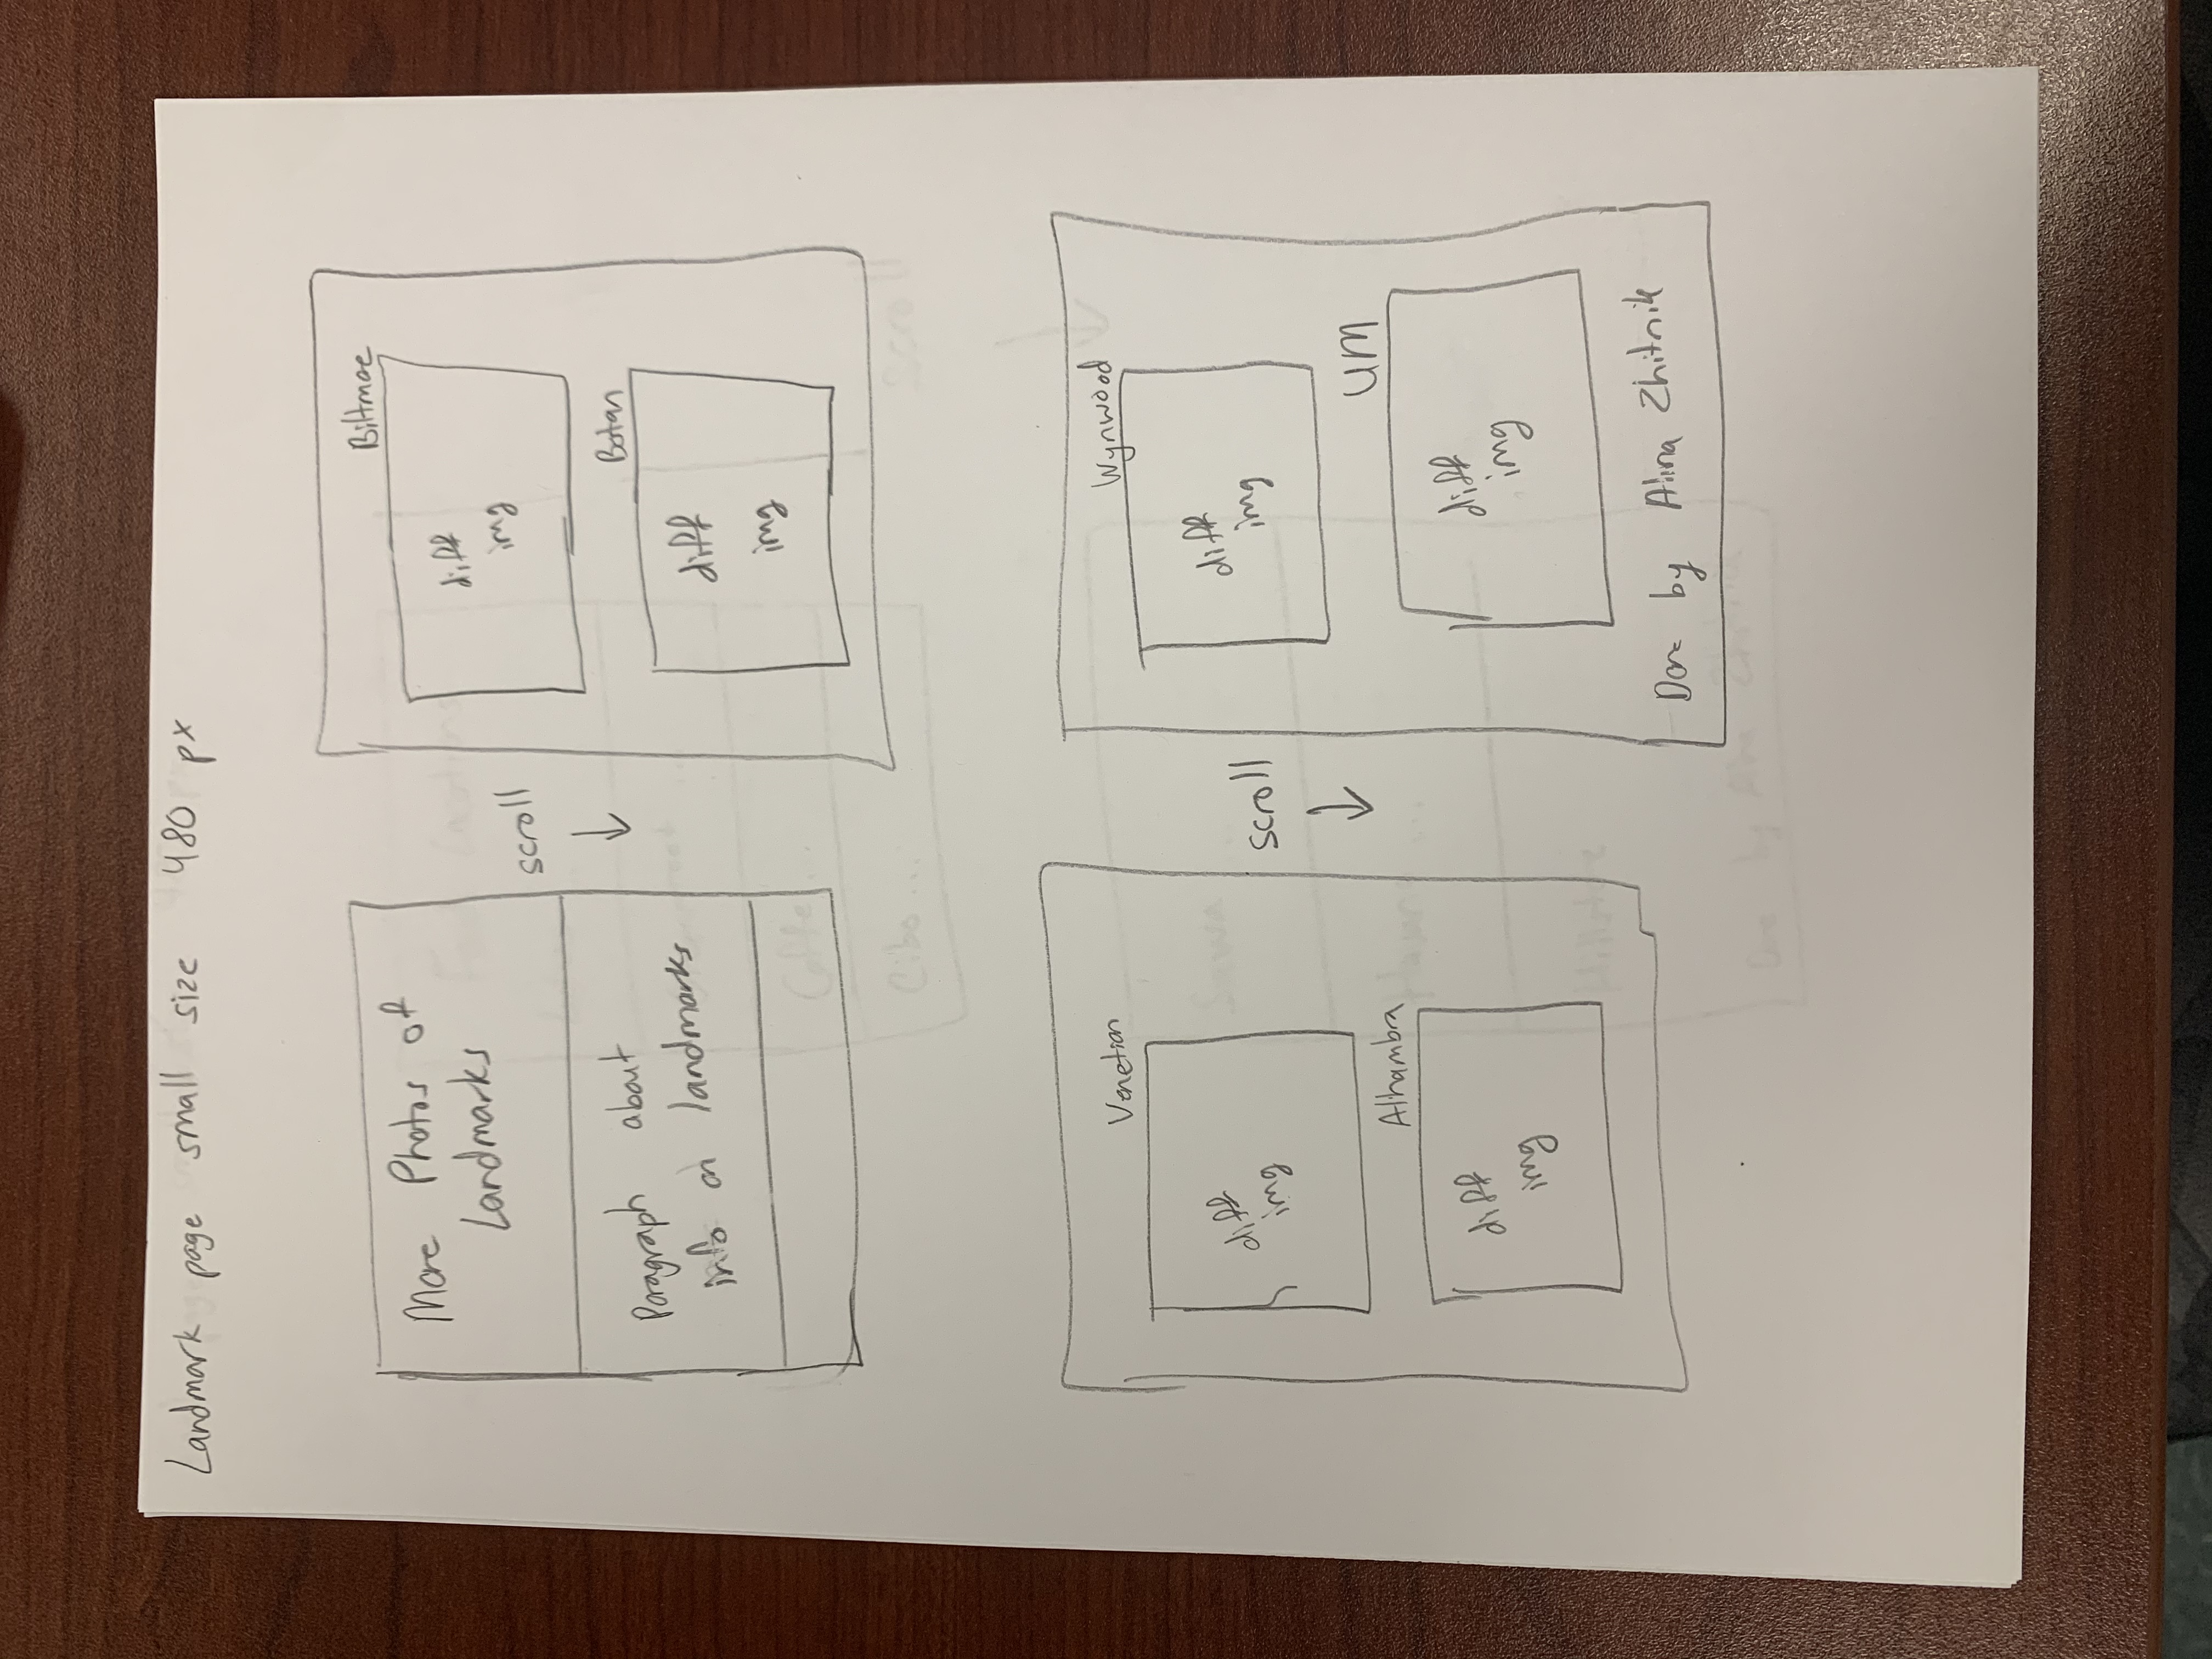 Landmark page small size 480 px
More Photos of
Landmarks
Paragraph about
info on landmarks
scroll
Biltmoe
diff
img
Botan
diff
img
Venetian
diff
img
Alhambra
diff
img
scroll
Wynwood
diff
img
UM
diff
img
Done by Alina Zhitnik